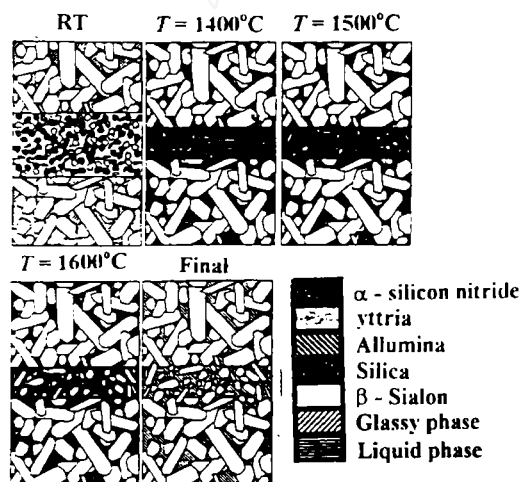 RT
T = 1400°C
T = 1500°C
T = 1600°C
Final
α - silicon nitride
yttria
Allumina
Silica
β - Sialon
Glassy phase
Liquid phase